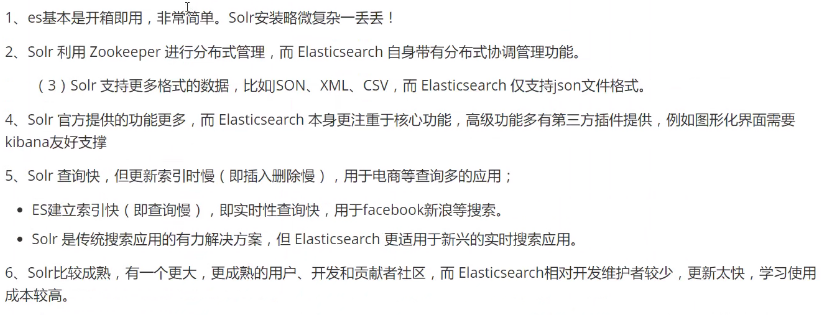 1、es基本是开箱即用，非常简单。Solr安装略微复杂一丢丢！
2、Solr 利用 Zookeeper 进行分布式管理，而 Elasticsearch 自身带有分布式协调管理功能。
（3）Solr 支持更多格式的数据，比如JSON、XML、CSV，而 Elasticsearch 仅支持json文件格式。
4、Solr 官方提供的功能更多，而 Elasticsearch 本身更注重于核心功能，高级功能多有第三方插件提供，例如图形化界面需要
kibana友好支撑
5、Solr 查询快，但更新索引时慢（即插入删除慢），用于电商等查询多的应用；
• ES建立索引快（即查询慢），即实时性查询快，用于facebook新浪等搜索。
• Solr 是传统搜索应用的有力解决方案，但 Elasticsearch 更适用于新兴的实时搜索应用。
6、Solr比较成熟，有一个更大，更成熟的用户、开发和贡献者社区，而 Elasticsearch相对开发维护者较少，更新太快，学习使用
成本较高。